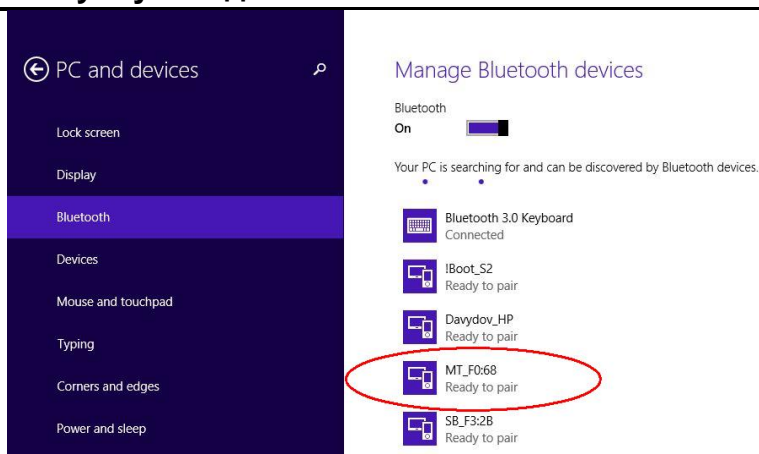 PC and devices
Lock screen
Display
Bluetooth
Devices
Mouse and touchpad
Typing
Corners and edges
Power and sleep
Manage Bluetooth devices
Bluetooth
On
Your PC is searching for and can be discovered by Bluetooth devices.
Bluetooth 3.0 Keyboard
Connected
!Boot_S2
Ready to pair
Davydov_HP
Ready to pair
MT_F0:68
Ready to pair
SB_F3:2B
Ready to pair